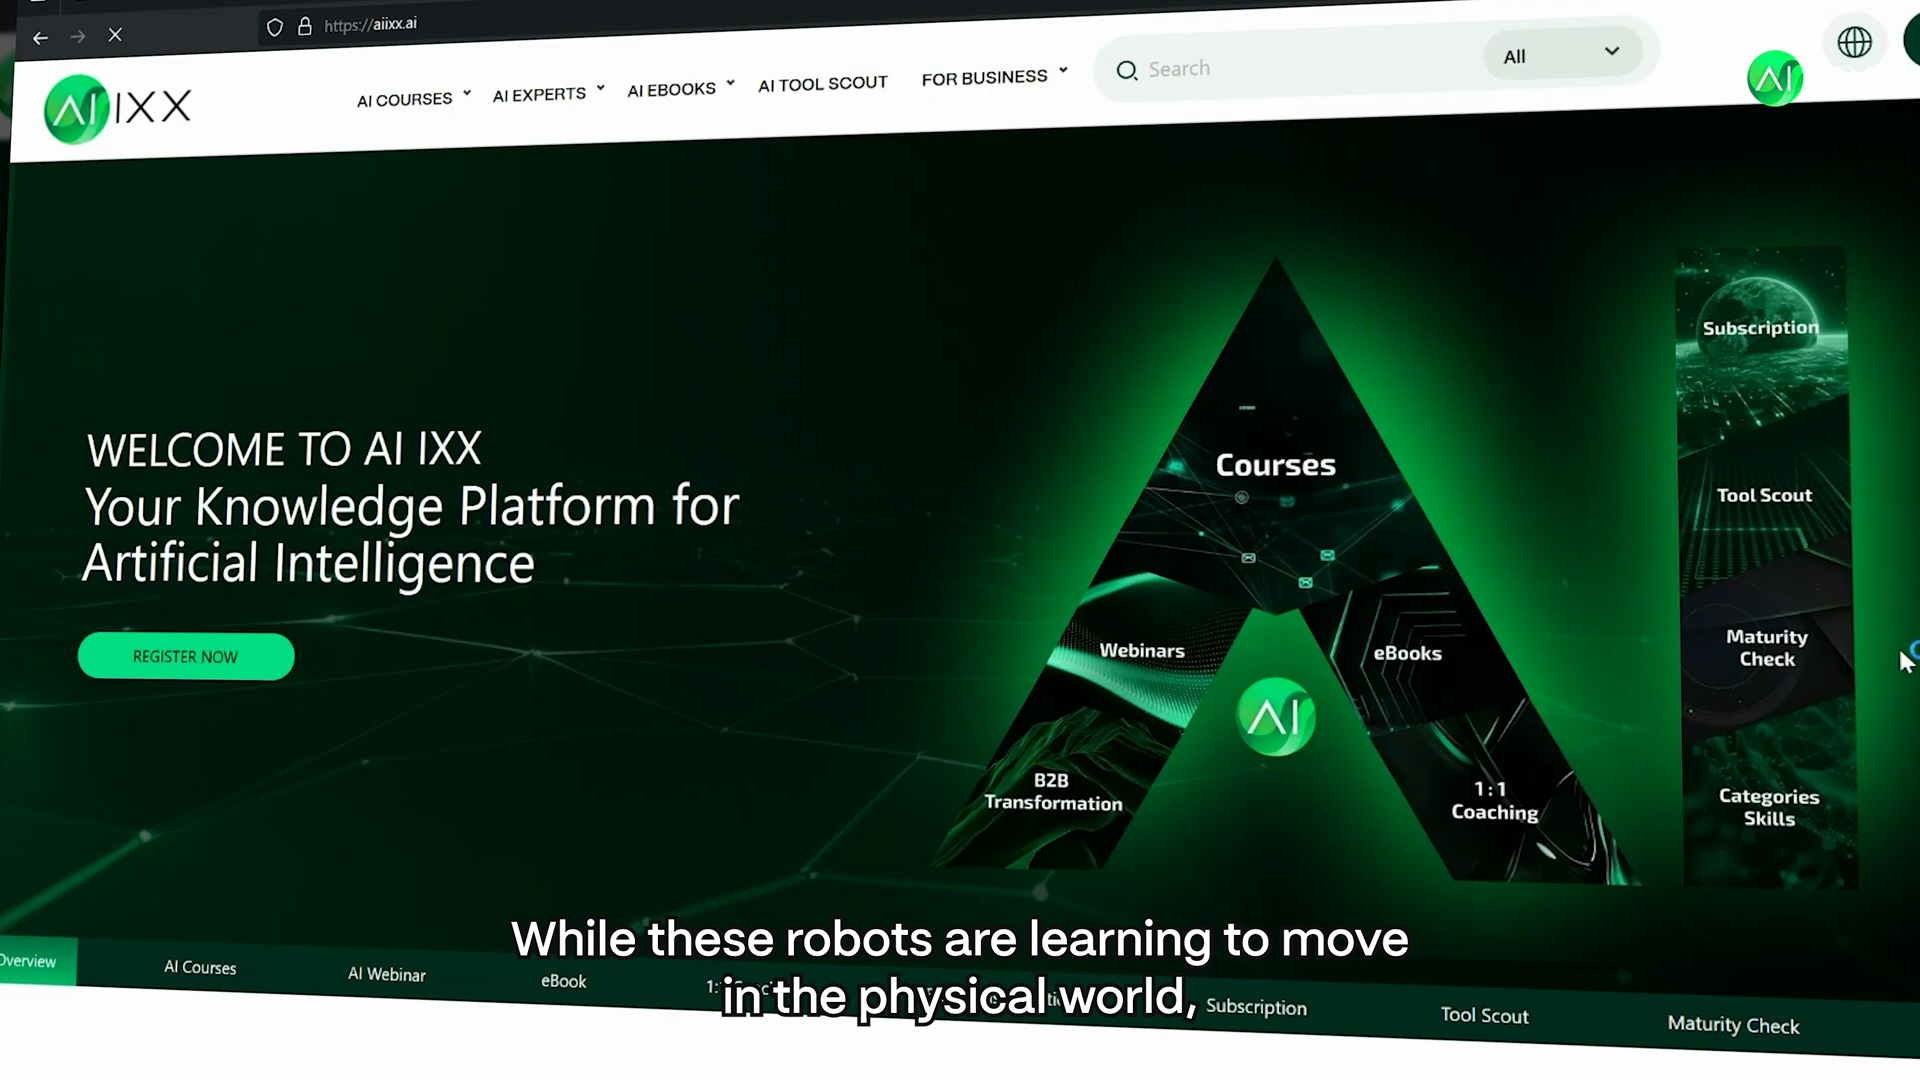 https://aiixx.ai
AI IXX
AI COURSES
AI EXPERTS
AI EBOOKS
AI TOOL SCOUT
FOR BUSINESS
Search
All
AI
WELCOME TO AI IXX
Your Knowledge Platform for
Artificial Intelligence
REGISTER NOW
Courses
Webinars
eBooks
AI
B2B
Transformation
1:1
Coaching
Subscription
Tool Scout
Maturity
Check
Categories
Skills
Overview
AI Courses
AI Webinar
eBook
Subscription
Tool Scout
Maturity Check
While these robots are learning to move
in the physical world,